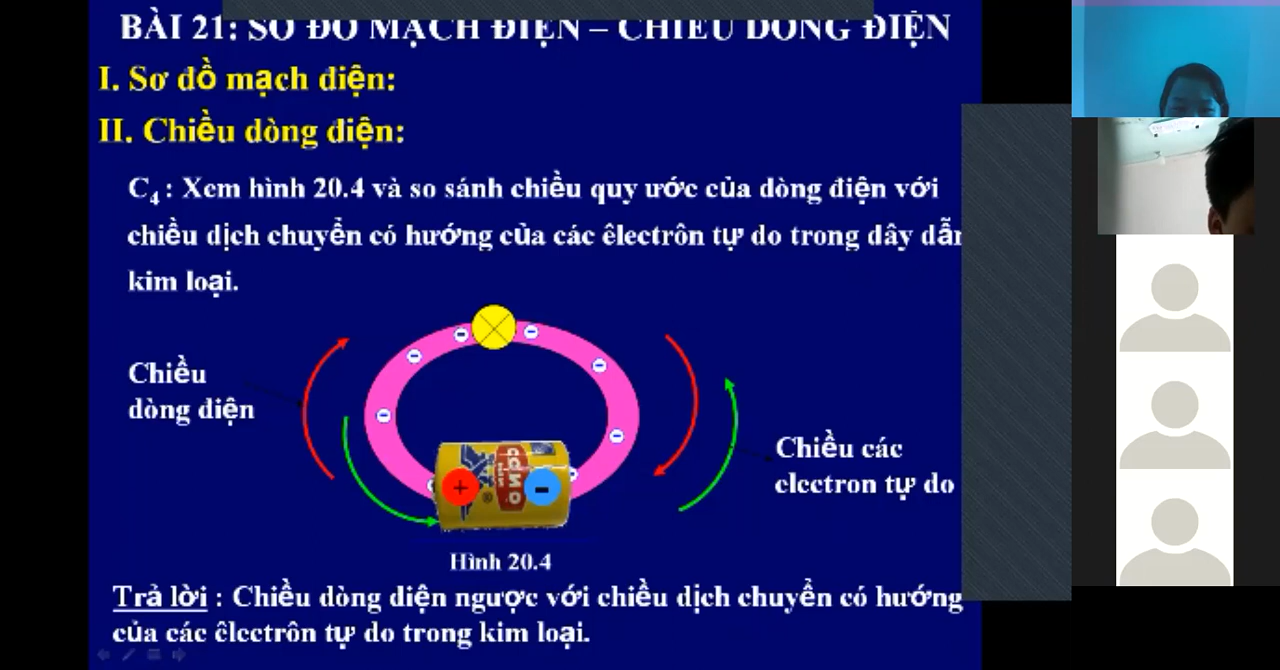 BÀI 21: SƠ ĐỒ MẠCH ĐIỆN – CHIỀU DÒNG ĐIỆN
I. Sơ đồ mạch điện:
II. Chiều dòng điện:
C4 : Xem hình 20.4 và so sánh chiều quy ước của dòng điện với
chiều dịch chuyển có hướng của các êlectrôn tự do trong dây dẫn
kim loại.
Chiều
dòng điện
Chiều các
electron tự do
+
-
Hình 20.4
Trả lời : Chiều dòng điện ngược với chiều dịch chuyển có hướng
của các êlectrôn tự do trong kim loại.